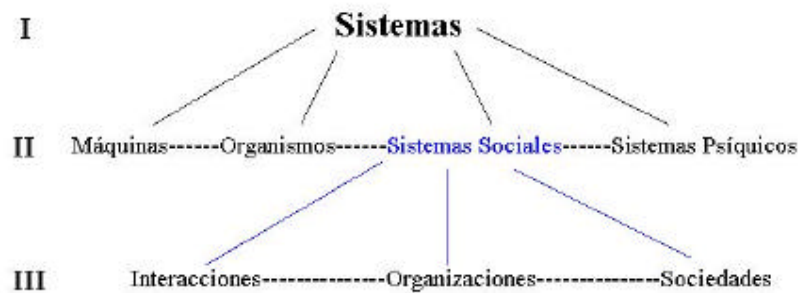 I Sistemas
II Máquinas------Organismos------Sistemas Sociales------Sistemas Psíquicos
III Interacciones---------------Organizaciones---------------Sociedades